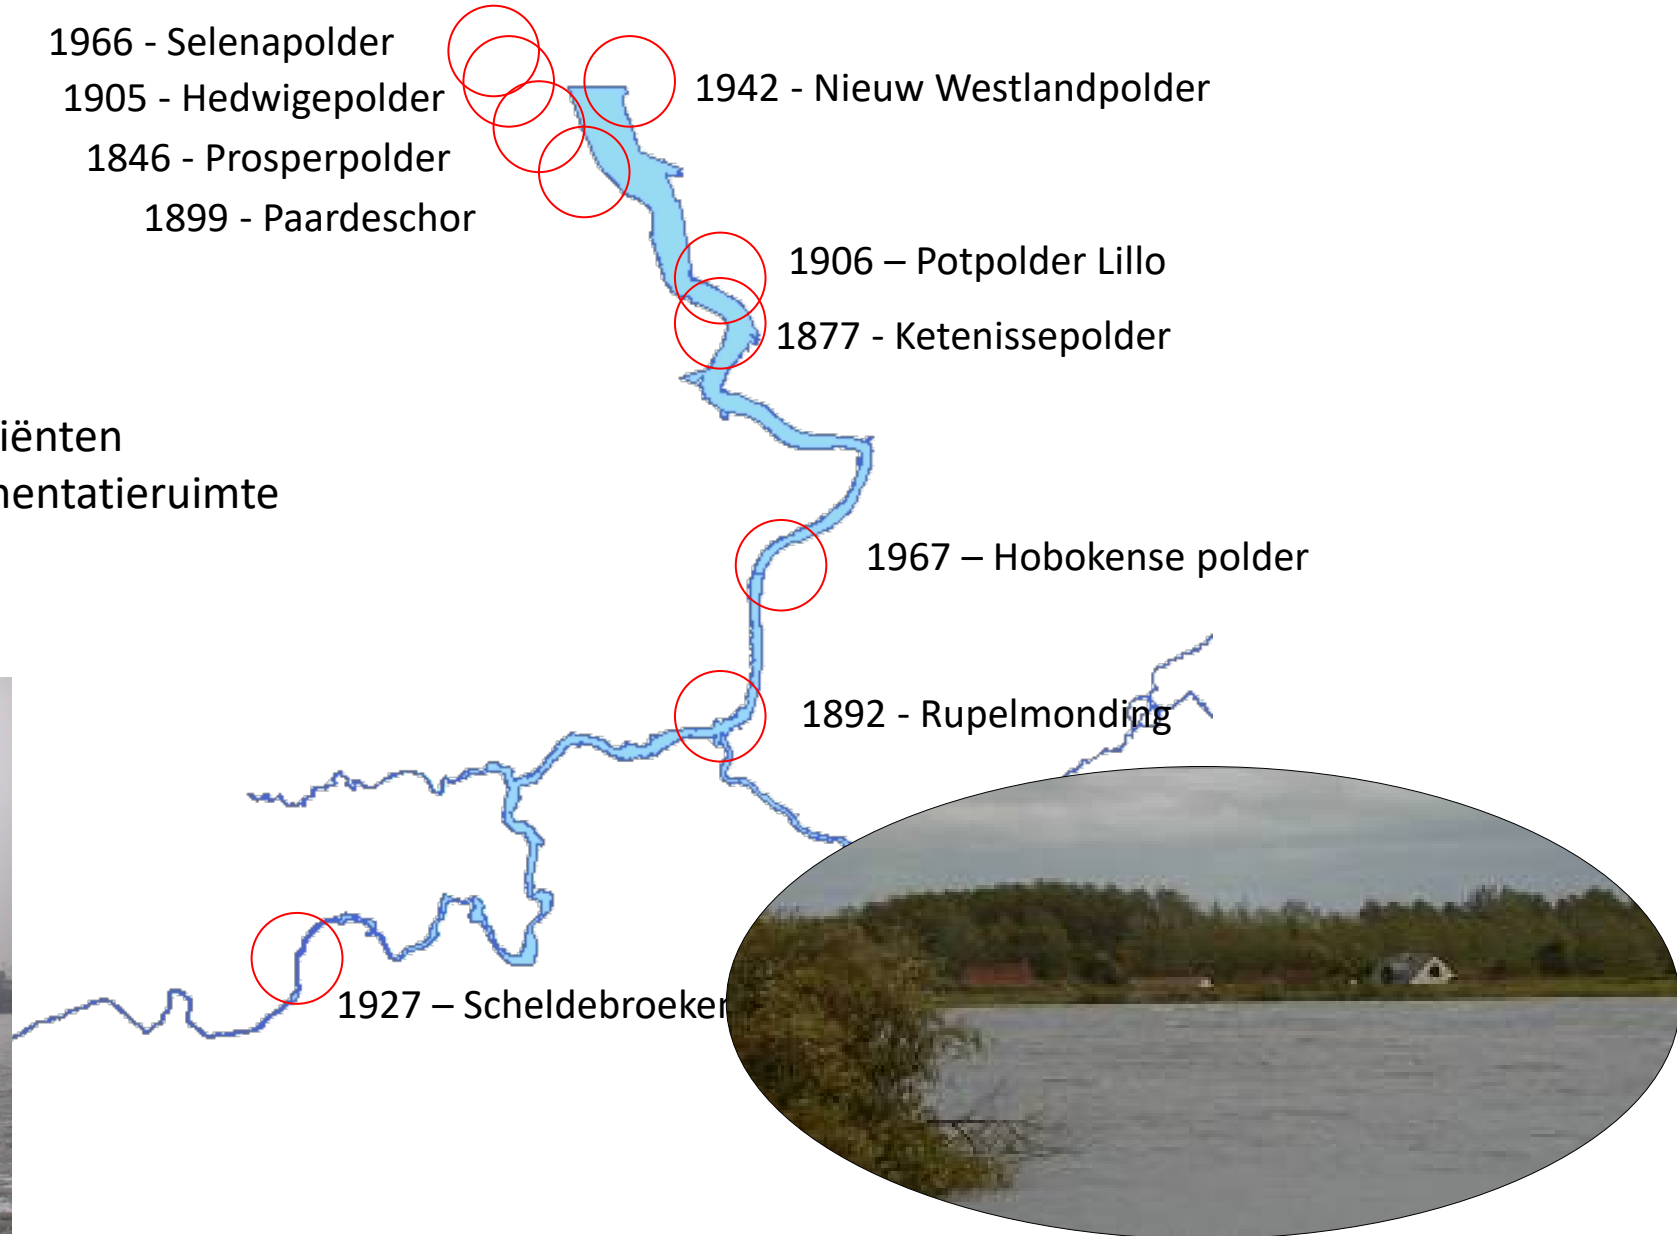 1966 - Selenapolder
1905 - Hedwigepolder
1942 - Nieuw Westlandpolder
1846 - Prosperpolder
1899 - Paardeschor
1906 – Potpolder Lillo
1877 - Ketenissepolder
iënten
nentatieruimte
1967 – Hobokense polder
1892 - Rupelmonding
1927 – Scheldebroeken